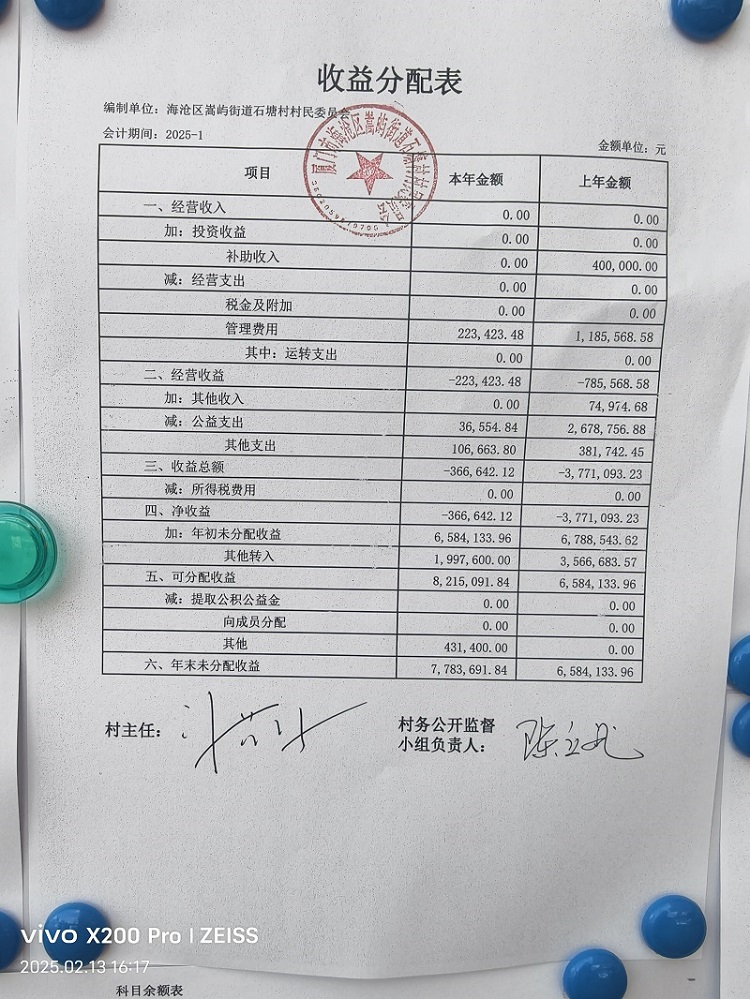 收益分配表
编制单位：海沧区嵩屿街道石塘村村民委员会
会计期间：2025-1
金额单位：元
项目 本年金额 上年金额
一、经营收入 0.00 0.00
加：投资收益 0.00 0.00
补助收入 0.00 400,000.00
减：经营支出 0.00 0.00
税金及附加 0.00 0.00
管理费用 223,423.48 1,185,568.58
其中：运转支出 0.00 0.00
二、经营收益 -223,423.48 -785,568.58
加：其他收入 0.00 74,974.68
减：公益支出 36,554.84 2,678,756.88
其他支出 106,663.80 381,742.45
三、收益总额 -366,642.12 -3,771,093.23
减：所得税费用 0.00 0.00
四、净收益 -366,642.12 -3,771,093.23
加：年初未分配收益 6,584,133.96 6,788,543.62
其他转入 1,997,600.00 3,566,683.57
五、可分配收益 8,215,091.84 6,584,133.96
减：提取公积公益金 0.00 0.00
向成员分配 0.00 0.00
其他 431,400.00 0.00
六、年末未分配收益 7,783,691.84 6,584,133.96
村主任：
村务公开监督
小组负责人：
vivo X200 Pro | ZEISS
2025.02.13 16:17
科目余额表